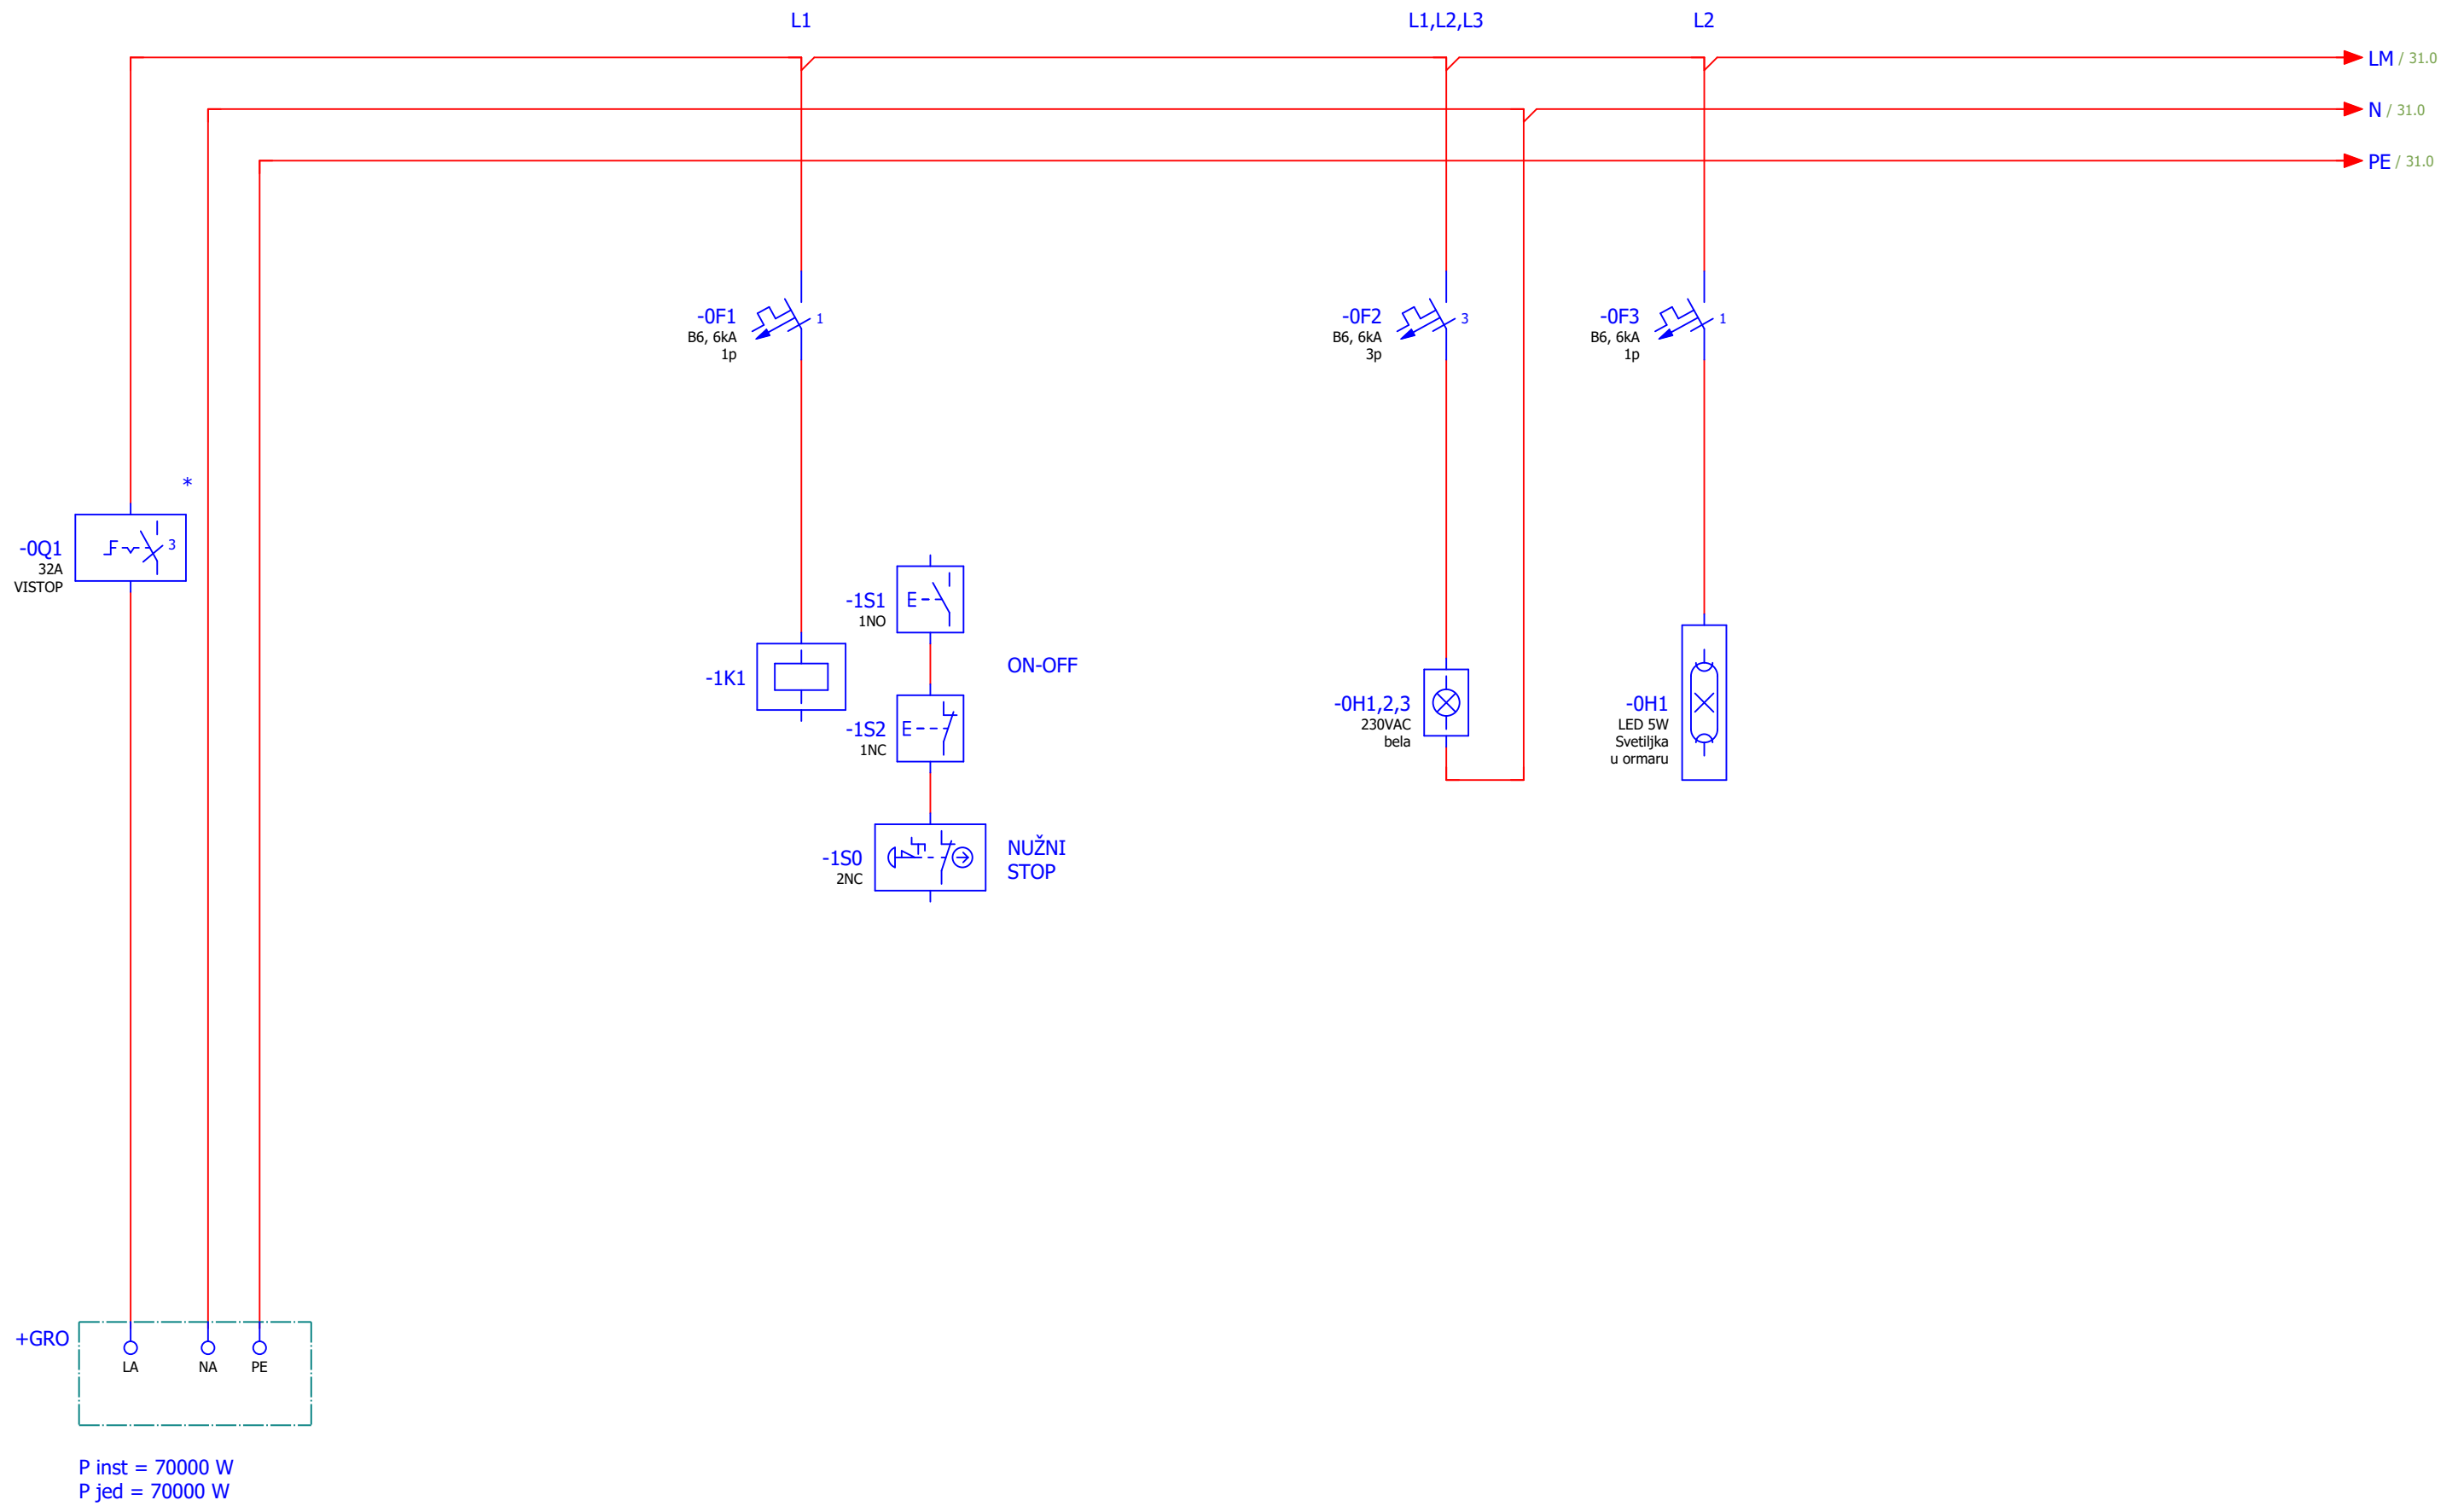 L1
L1,L2,L3
L2
LM / 31.0
N / 31.0
PE / 31.0
-0F1
B6, 6kA
1p
1
-0F2
B6, 6kA
3p
3
-0F3
B6, 6kA
1p
1
*
-0Q1
32A
VISTOP
3
-1S1
1NO
ON-OFF
-1K1
-1S2
1NC
-0H1,2,3
230VAC
bela
-0H1
LED 5W
Svetiljka
u ormaru
-1S0
2NC
NUŽNI
STOP
+GRO
LA
NA
PE
P inst = 70000 W
P jed = 70000 W